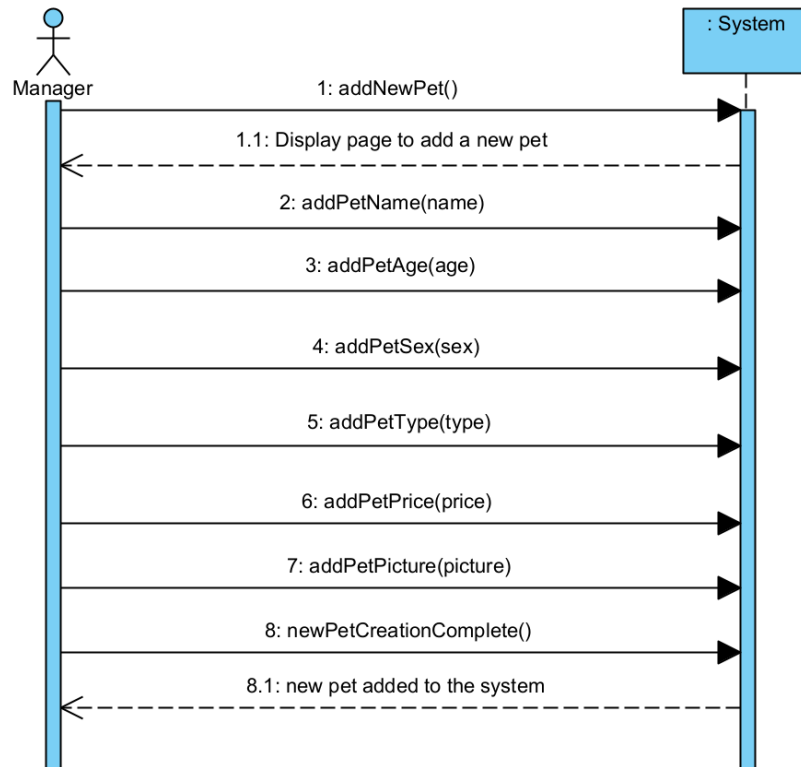 : System
Manager
1: addNewPet()
1.1: Display page to add a new pet
2: addPetName(name)
3: addPetAge(age)
4: addPetSex(sex)
5: addPetType(type)
6: addPetPrice(price)
7: addPetPicture(picture)
8: newPetCreationComplete()
8.1: new pet added to the system